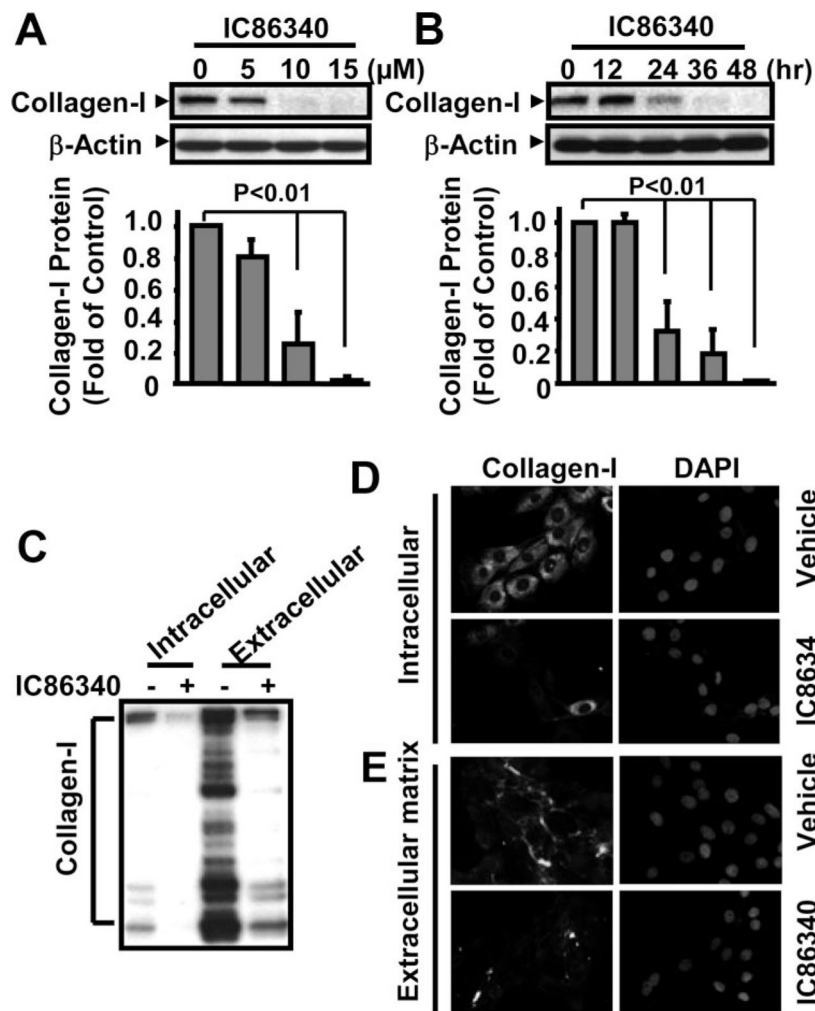 A
IC86340
0 5 10 15 (µM)
Collagen-I
β-Actin
P<0.01
Collagen-I Protein
(Fold of Control)
1.0
0.8
0.6
0.4
0.2
0
B
IC86340
0 12 24 36 48 (hr)
Collagen-I
β-Actin
P<0.01
Collagen-I Protein
(Fold of Control)
1.0
0.8
0.6
0.4
0.2
0
C
Intracellular
Extracellular
IC86340 - + - +
Collagen-I
D
Collagen-I DAPI
Intracellular
Vehicle
IC8634
E
Extracellular matrix
Vehicle
IC86340